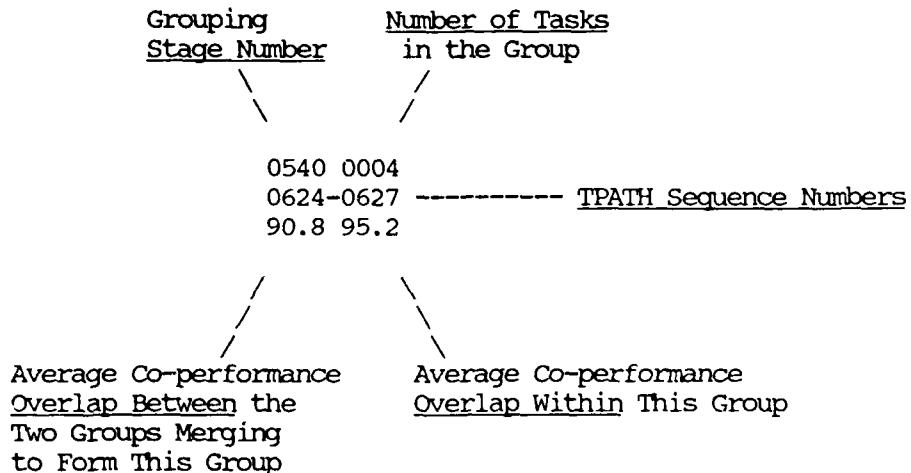 Grouping Number of Tasks
Stage Number in the Group
0540 0004
0624-0627 ---------- TPATH Sequence Numbers
90.8 95.2
Average Co-performance Average Co-performance
Overlap Between the Overlap Within This Group
Two Groups Merging
to Form This Group